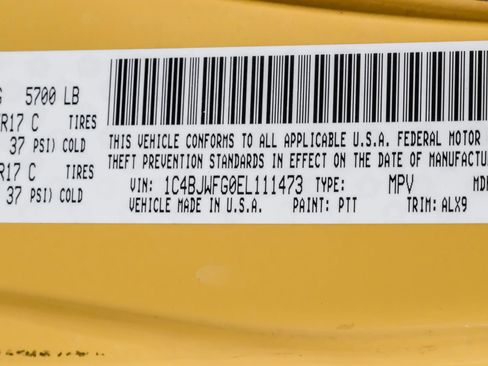 5700 LB
R17 C TIRES
37 PSI) COLD
R17 C TIRES
37 PSI) COLD
THIS VEHICLE CONFORMS TO ALL APPLICABLE U.S.A. FEDERAL MOTOR
THEFT PREVENTION STANDARDS IN EFFECT ON THE DATE OF MANUFACTU
VIN: 1C4BJWFG0EL111473 TYPE: MPV MD
VEHICLE MADE IN U.S.A. PAINT: PTT TRIM: ALX9